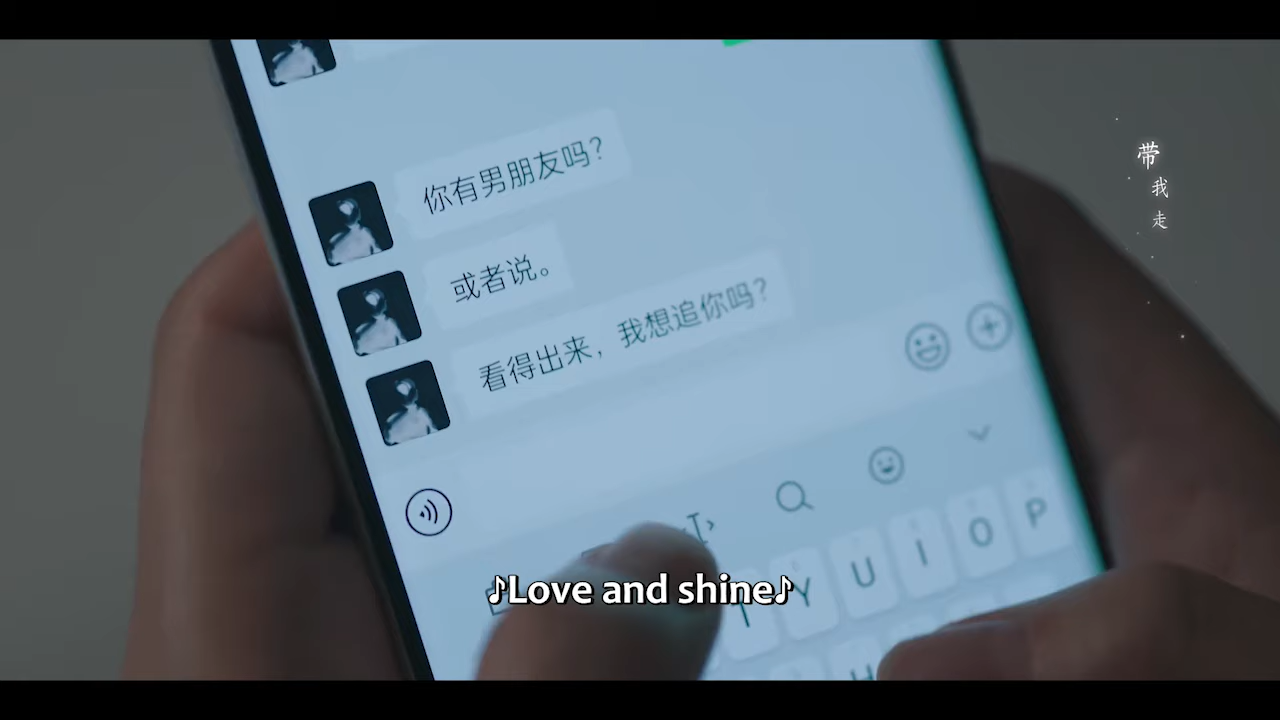 你有男朋友吗?
或者说。
看得出来,我想追你吗?
带我走
T Y U I O P
H
♪Love and shine♪